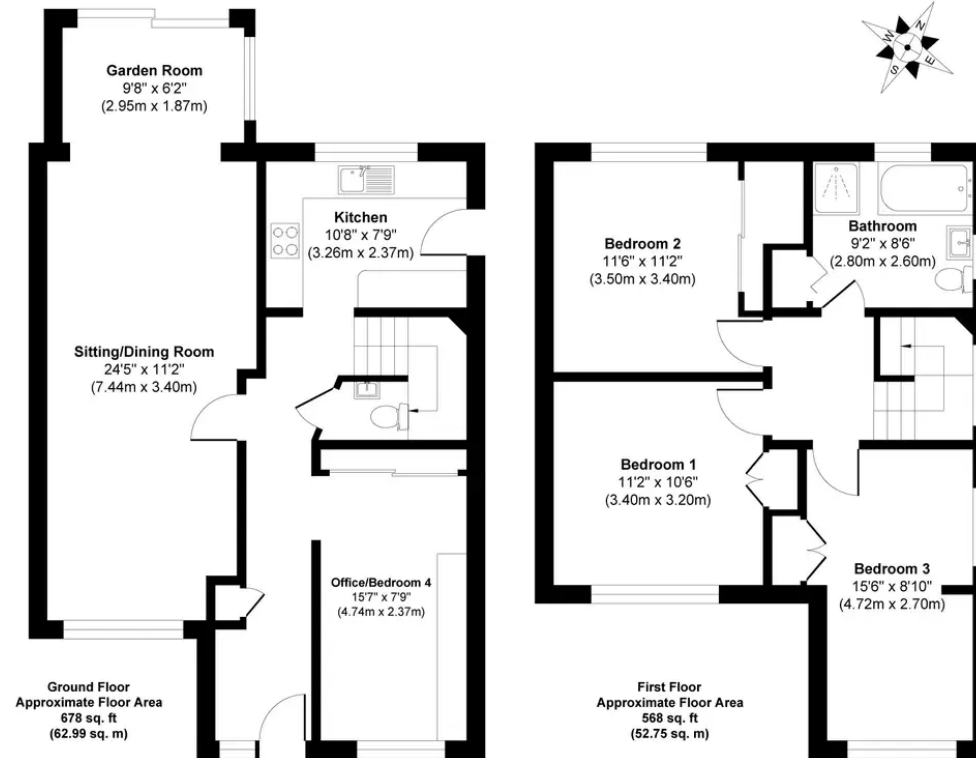 Garden Room
9'8" x 6'2"
(2.95m x 1.87m)
Kitchen
10'8" x 7'9"
(3.26m x 2.37m)
Sitting/Dining Room
24'5" x 11'2"
(7.44m x 3.40m)
Office/Bedroom 4
15'7" x 7'9"
(4.74m x 2.37m)
Ground Floor
Approximate Floor Area
678 sq. ft
(62.99 sq. m)
N
W
E
S
Bedroom 2
11'6" x 11'2"
(3.50m x 3.40m)
Bathroom
9'2" x 8'6"
(2.80m x 2.60m)
Bedroom 1
11'2" x 10'6"
(3.40m x 3.20m)
Bedroom 3
15'6" x 8'10"
(4.72m x 2.70m)
First Floor
Approximate Floor Area
568 sq. ft
(52.75 sq. m)